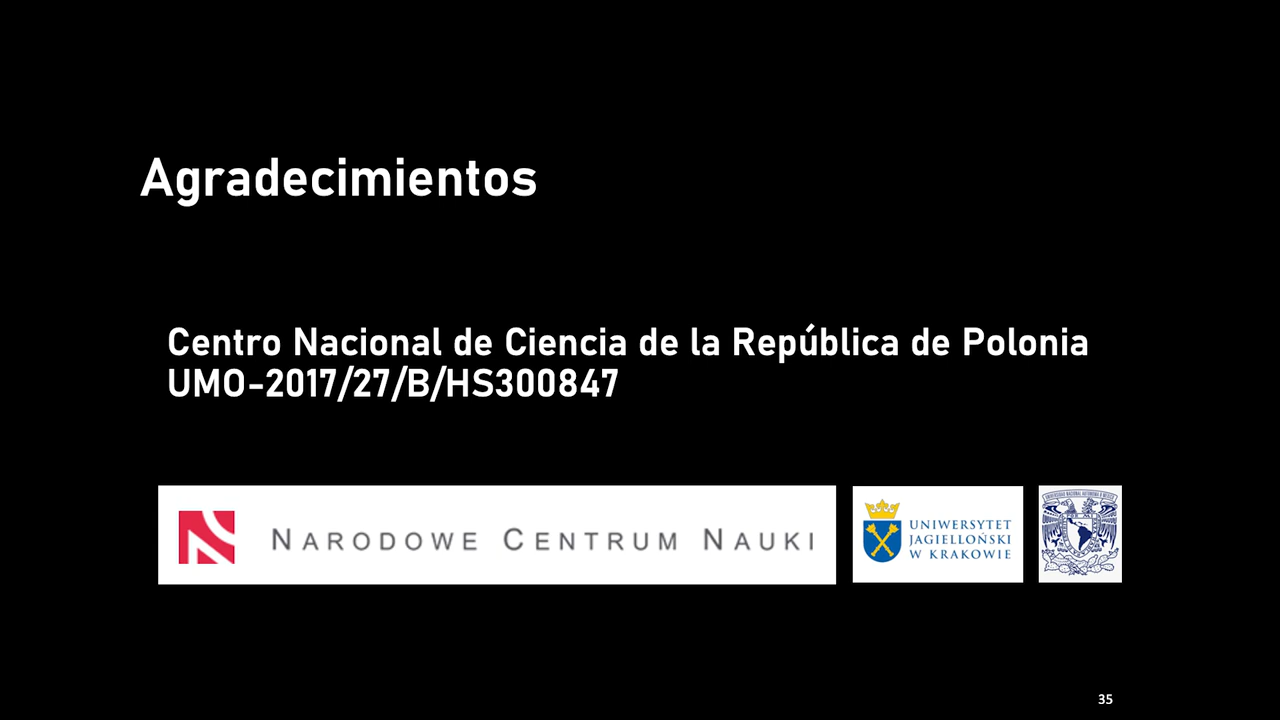 Agradecimientos
Centro Nacional de Ciencia de la República de Polonia
UMO-2017/27/B/HS300847
NARODOWE CENTRUM NAUKI
UNIWERSYTET
JAGIELLOŃSKI
W KRAKOWIE
35